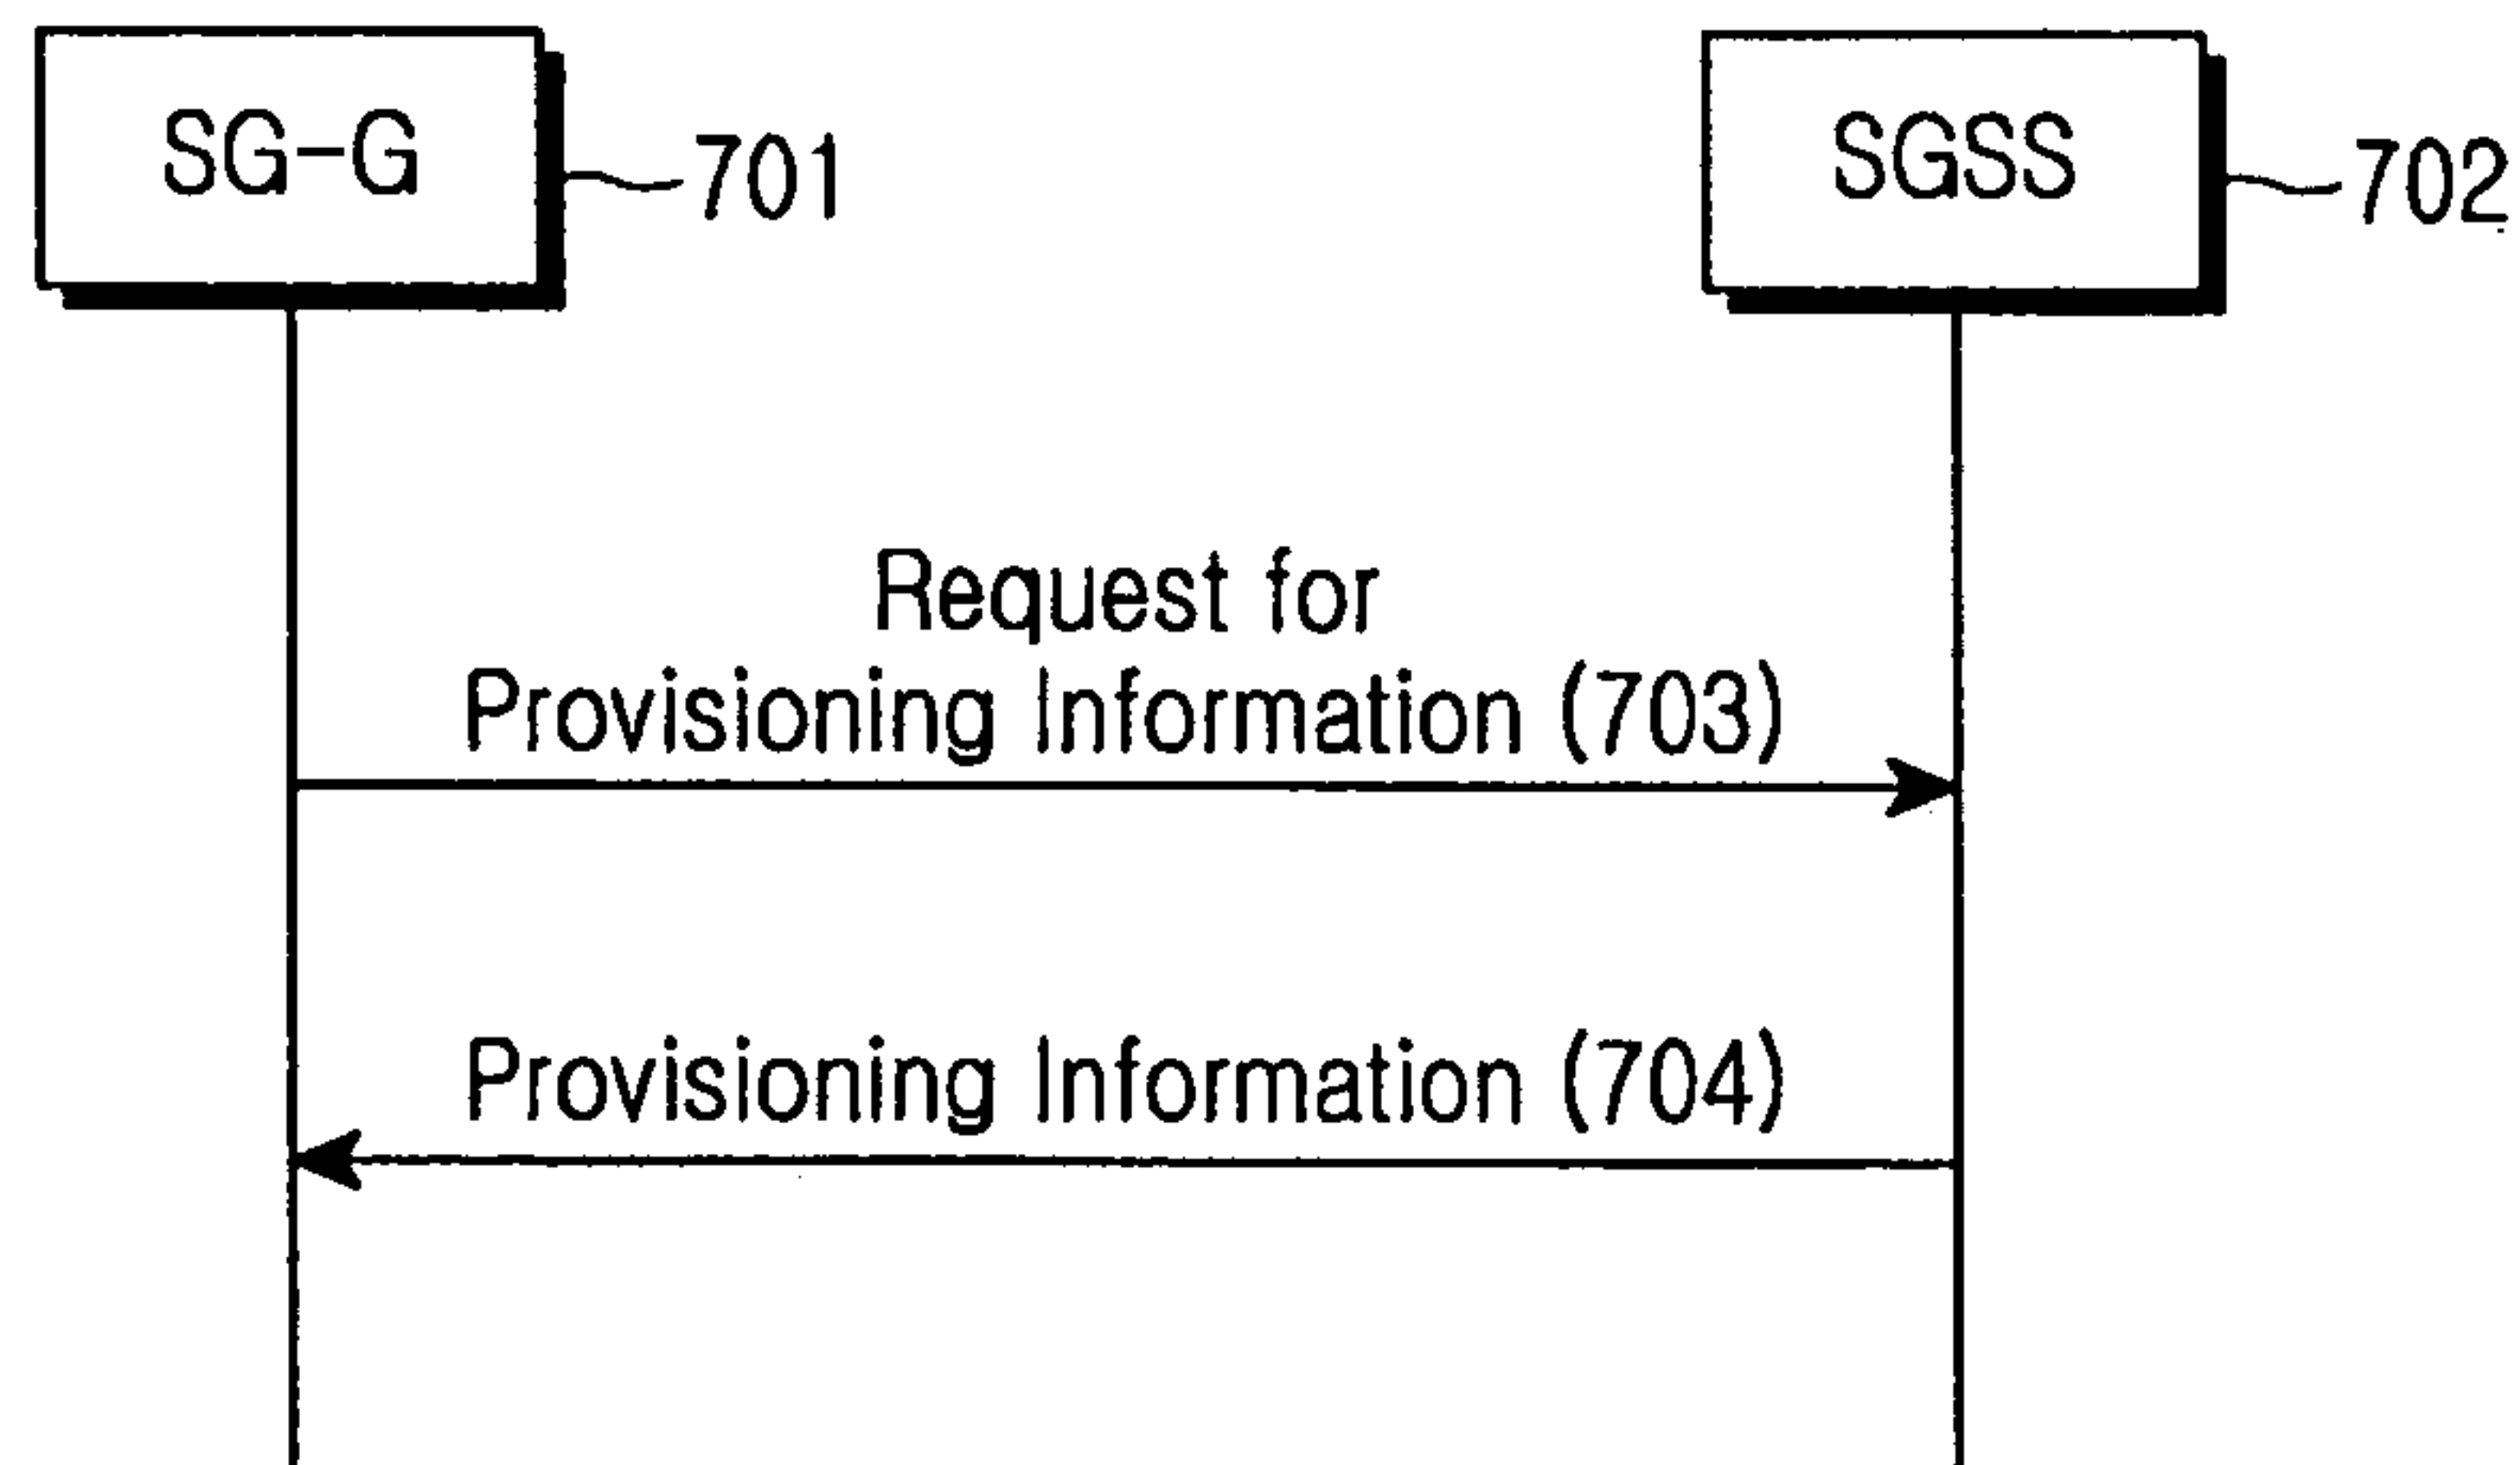 SG-G
701
SGSS
702
Request for
Provisioning Information (703)
Provisioning Information (704)